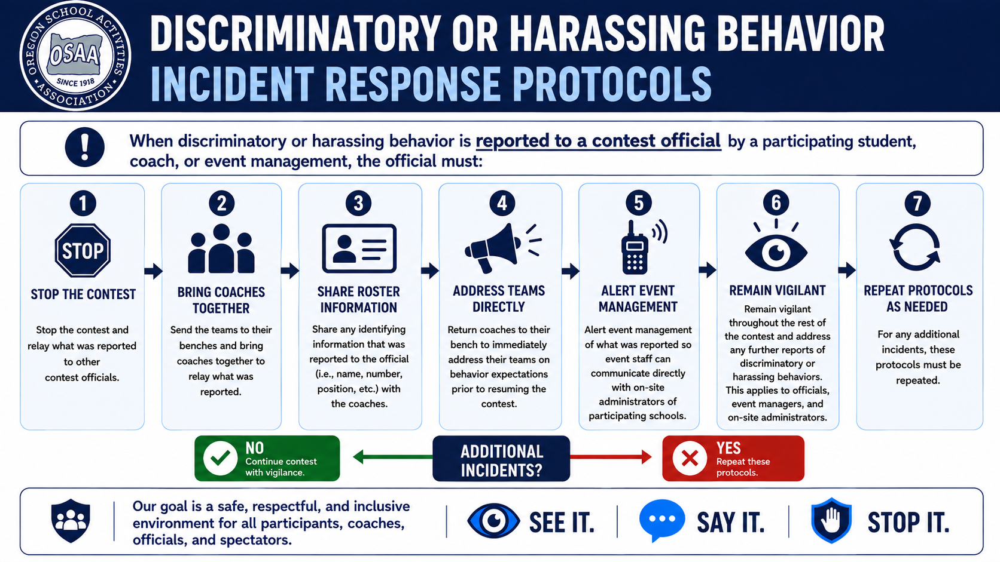 OREGON SCHOOL ACTIVITIES
ASSOCIATION
OSAA
SINCE 1918
DISCRIMINATORY OR HARASSING BEHAVIOR
INCIDENT RESPONSE PROTOCOLS
!
When discriminatory or harassing behavior is reported to a contest official by a participating student,
coach, or event management, the official must:
1
STOP
STOP THE CONTEST
Stop the contest and
relay what was reported
to other
contest officials.
2
BRING COACHES
TOGETHER
Send the teams to their
benches and bring
coaches together to
relay what was
reported.
3
SHARE ROSTER
INFORMATION
Share any identifying
information that was
reported to the official
(i.e., name, number,
position, etc.) with
the coaches.
4
ADDRESS TEAMS
DIRECTLY
Return coaches to their
bench to immediately
address their teams on
behavior expectations
prior to resuming the
contest.
5
ALERT EVENT
MANAGEMENT
Alert event management
of what was reported so
event staff can
communicate directly
with on-site
administrators of
participating schools.
6
REMAIN VIGILANT
Remain vigilant
throughout the rest of
the contest and address
any further reports of
discriminatory or
harassing behaviors.
This applies to officials,
event managers, and
on-site administrators.
7
REPEAT PROTOCOLS
AS NEEDED
For any additional
incidents, these
protocols must be
repeated.
NO
Continue contest
with vigilance.
ADDITIONAL
INCIDENTS?
YES
Repeat these
protocols.
Our goal is a safe, respectful, and inclusive
environment for all participants, coaches,
officials, and spectators.
SEE IT.
SAY IT.
STOP IT.